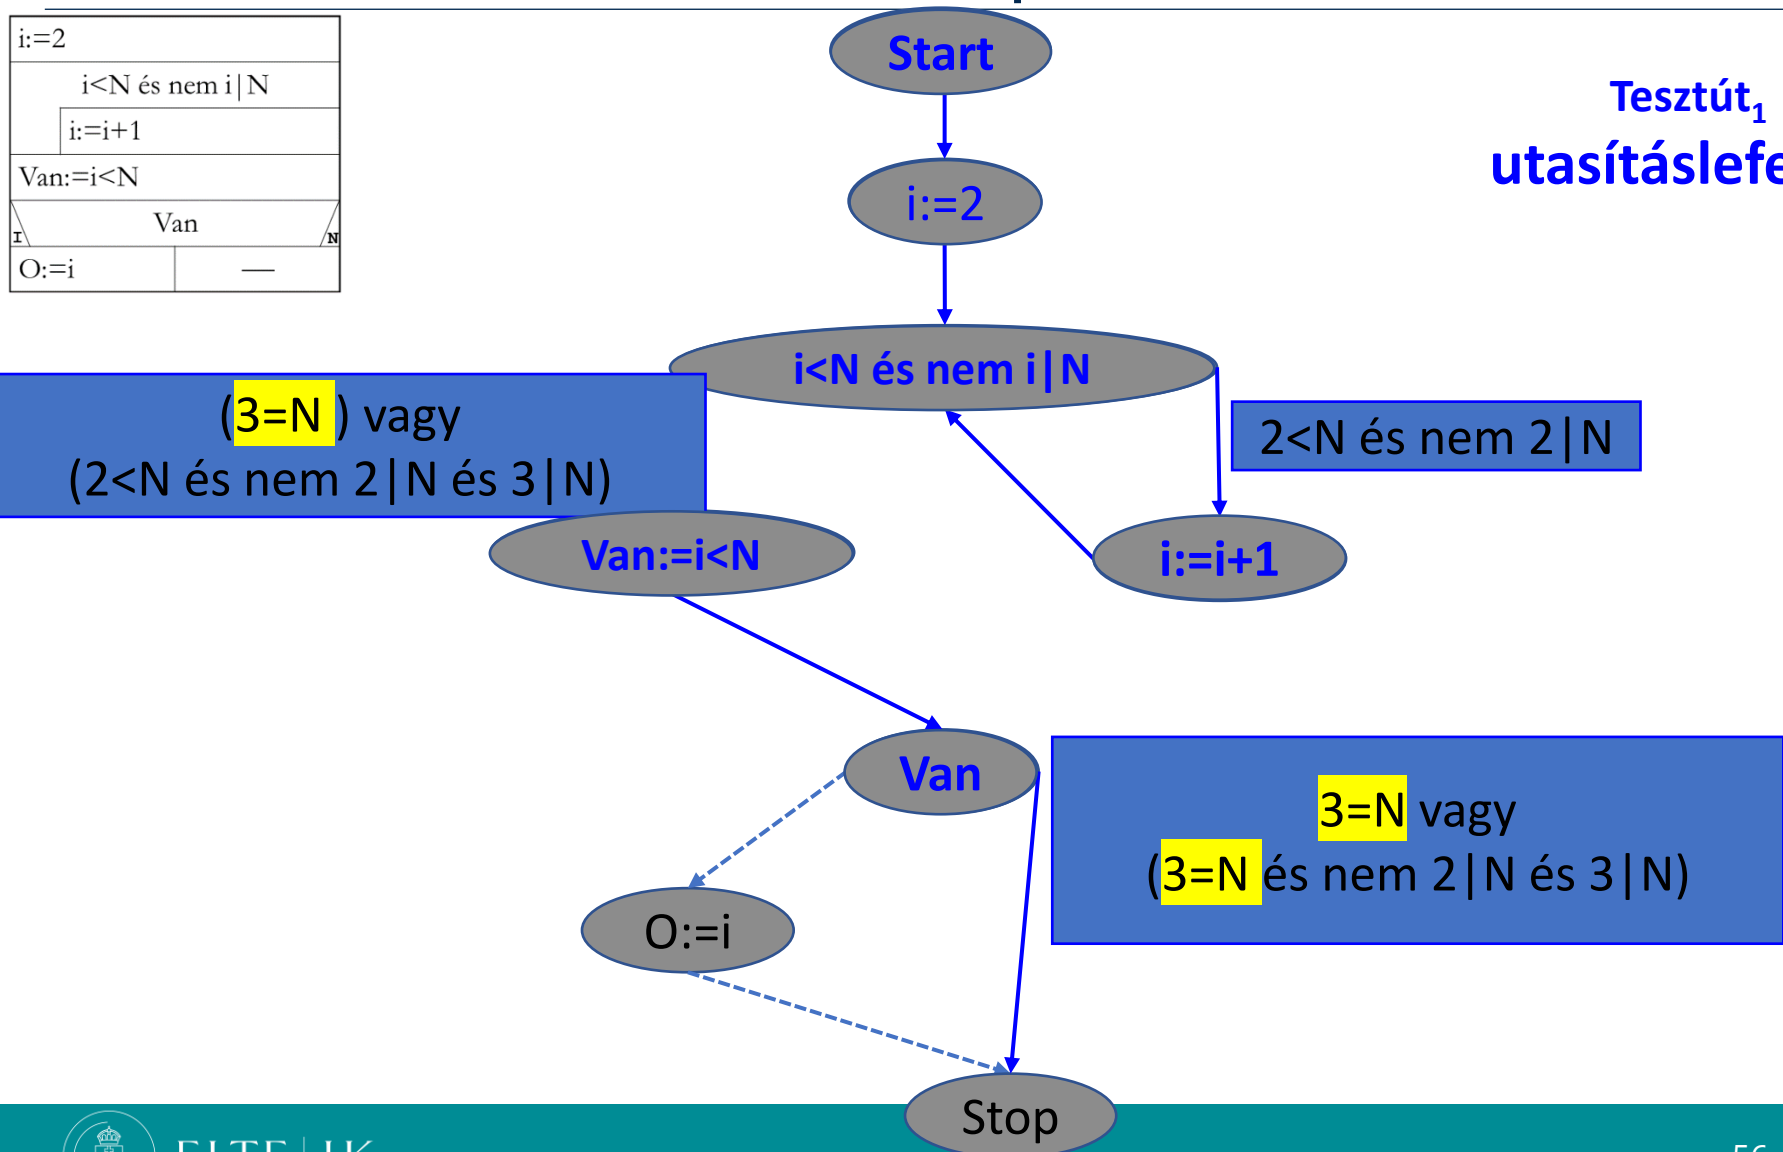 i:=2
i<N és nem i|N
i:=i+1
Van:=i<N
Van
I
N
O:=i
—
Start
Tesztút1
i:=2
i<N és nem i|N
(3=N ) vagy
(2<N és nem 2|N és 3|N)
2<N és nem 2|N
Van:=i<N
i:=i+1
Van
3=N vagy
(3=N és nem 2|N és 3|N)
O:=i
Stop